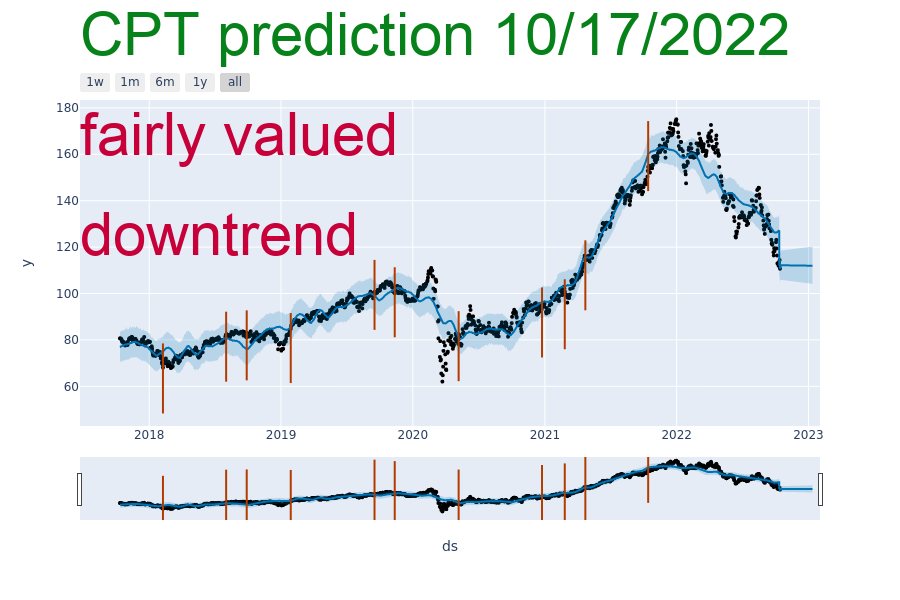 CPT prediction 10/17/2022
1w 1m 6m 1y all
fairly valued
downtrend
180
160
140
120
100
80
60
y
2018 2019 2020 2021 2022 2023
ds